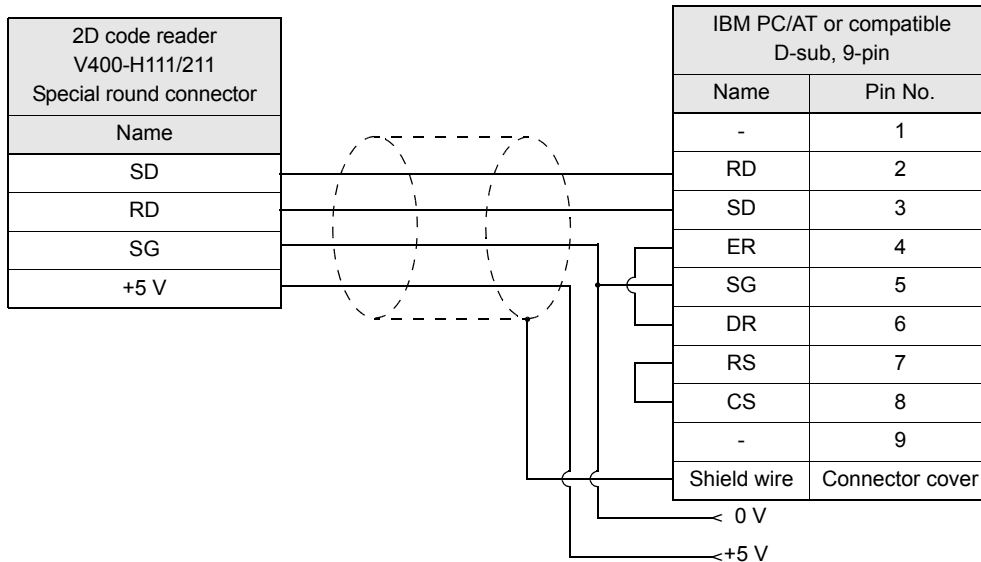 2D code reader
V400-H111/211
Special round connector
Name
SD
RD
SG
+5 V
IBM PC/AT or compatible
D-sub, 9-pin
Name Pin No.
- 1
RD 2
SD 3
ER 4
SG 5
DR 6
RS 7
CS 8
- 9
Shield wire Connector cover
0 V
+5 V